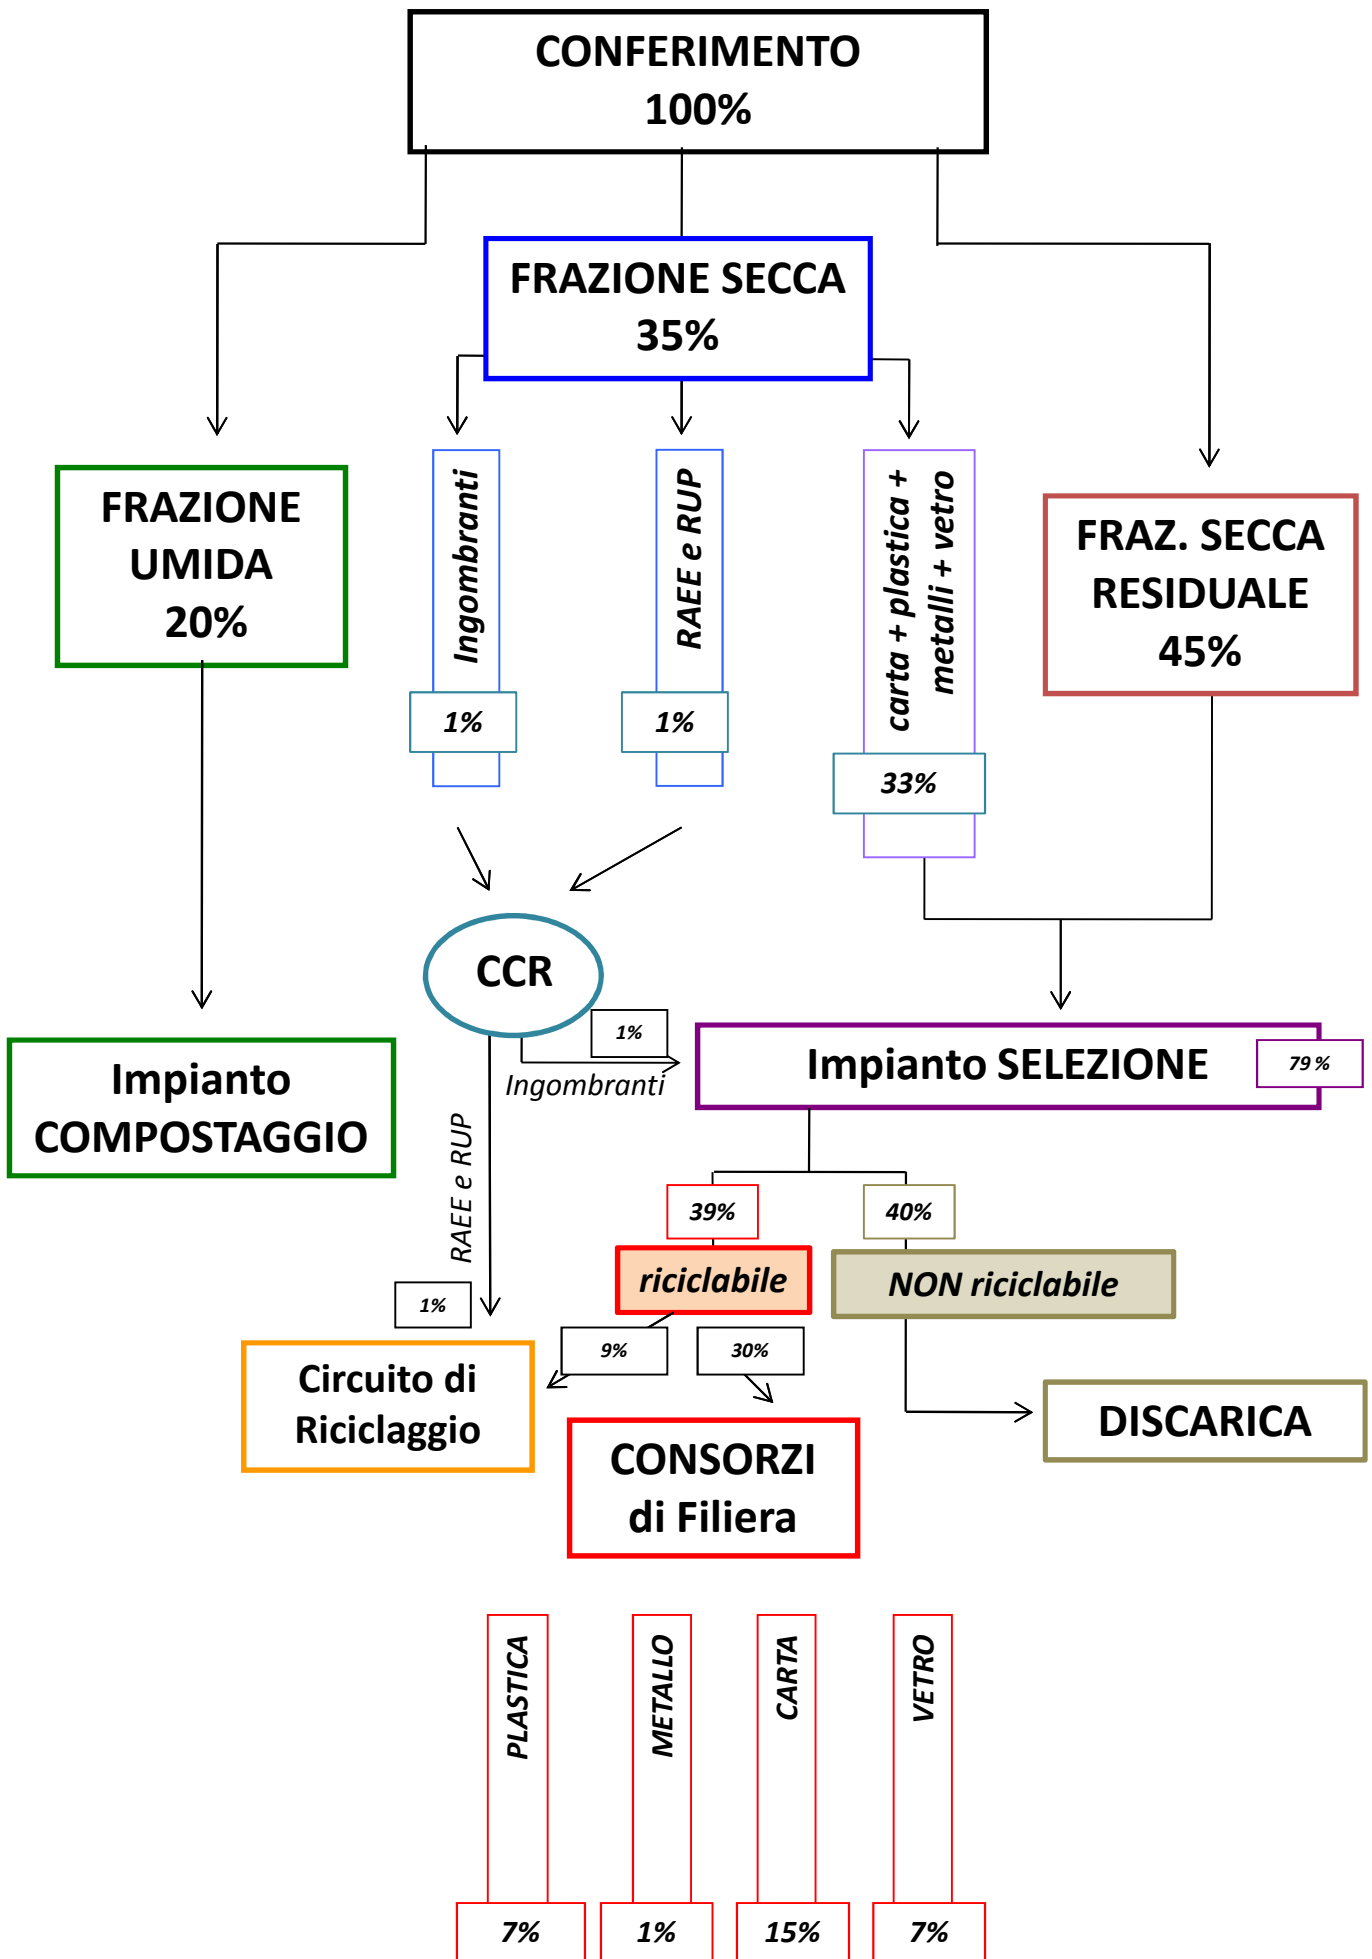 CONFERIMENTO
100%
FRAZIONE SECCA
35%
FRAZIONE
UMIDA
20%
Ingombranti
1%
RAEE e RUP
1%
carta + plastica +
metalli + vetro
33%
FRAZ. SECCA
RESIDUALE
45%
CCR
1%
Ingombranti
Impianto SELEZIONE
79 %
Impianto
COMPOSTAGGIO
RAEE e RUP
1%
39%
40%
riciclabile
NON riciclabile
9%
30%
Circuito di
Riciclaggio
CONSORZI
di Filiera
DISCARICA
PLASTICA
METALLO
CARTA
VETRO
7%
1%
15%
7%